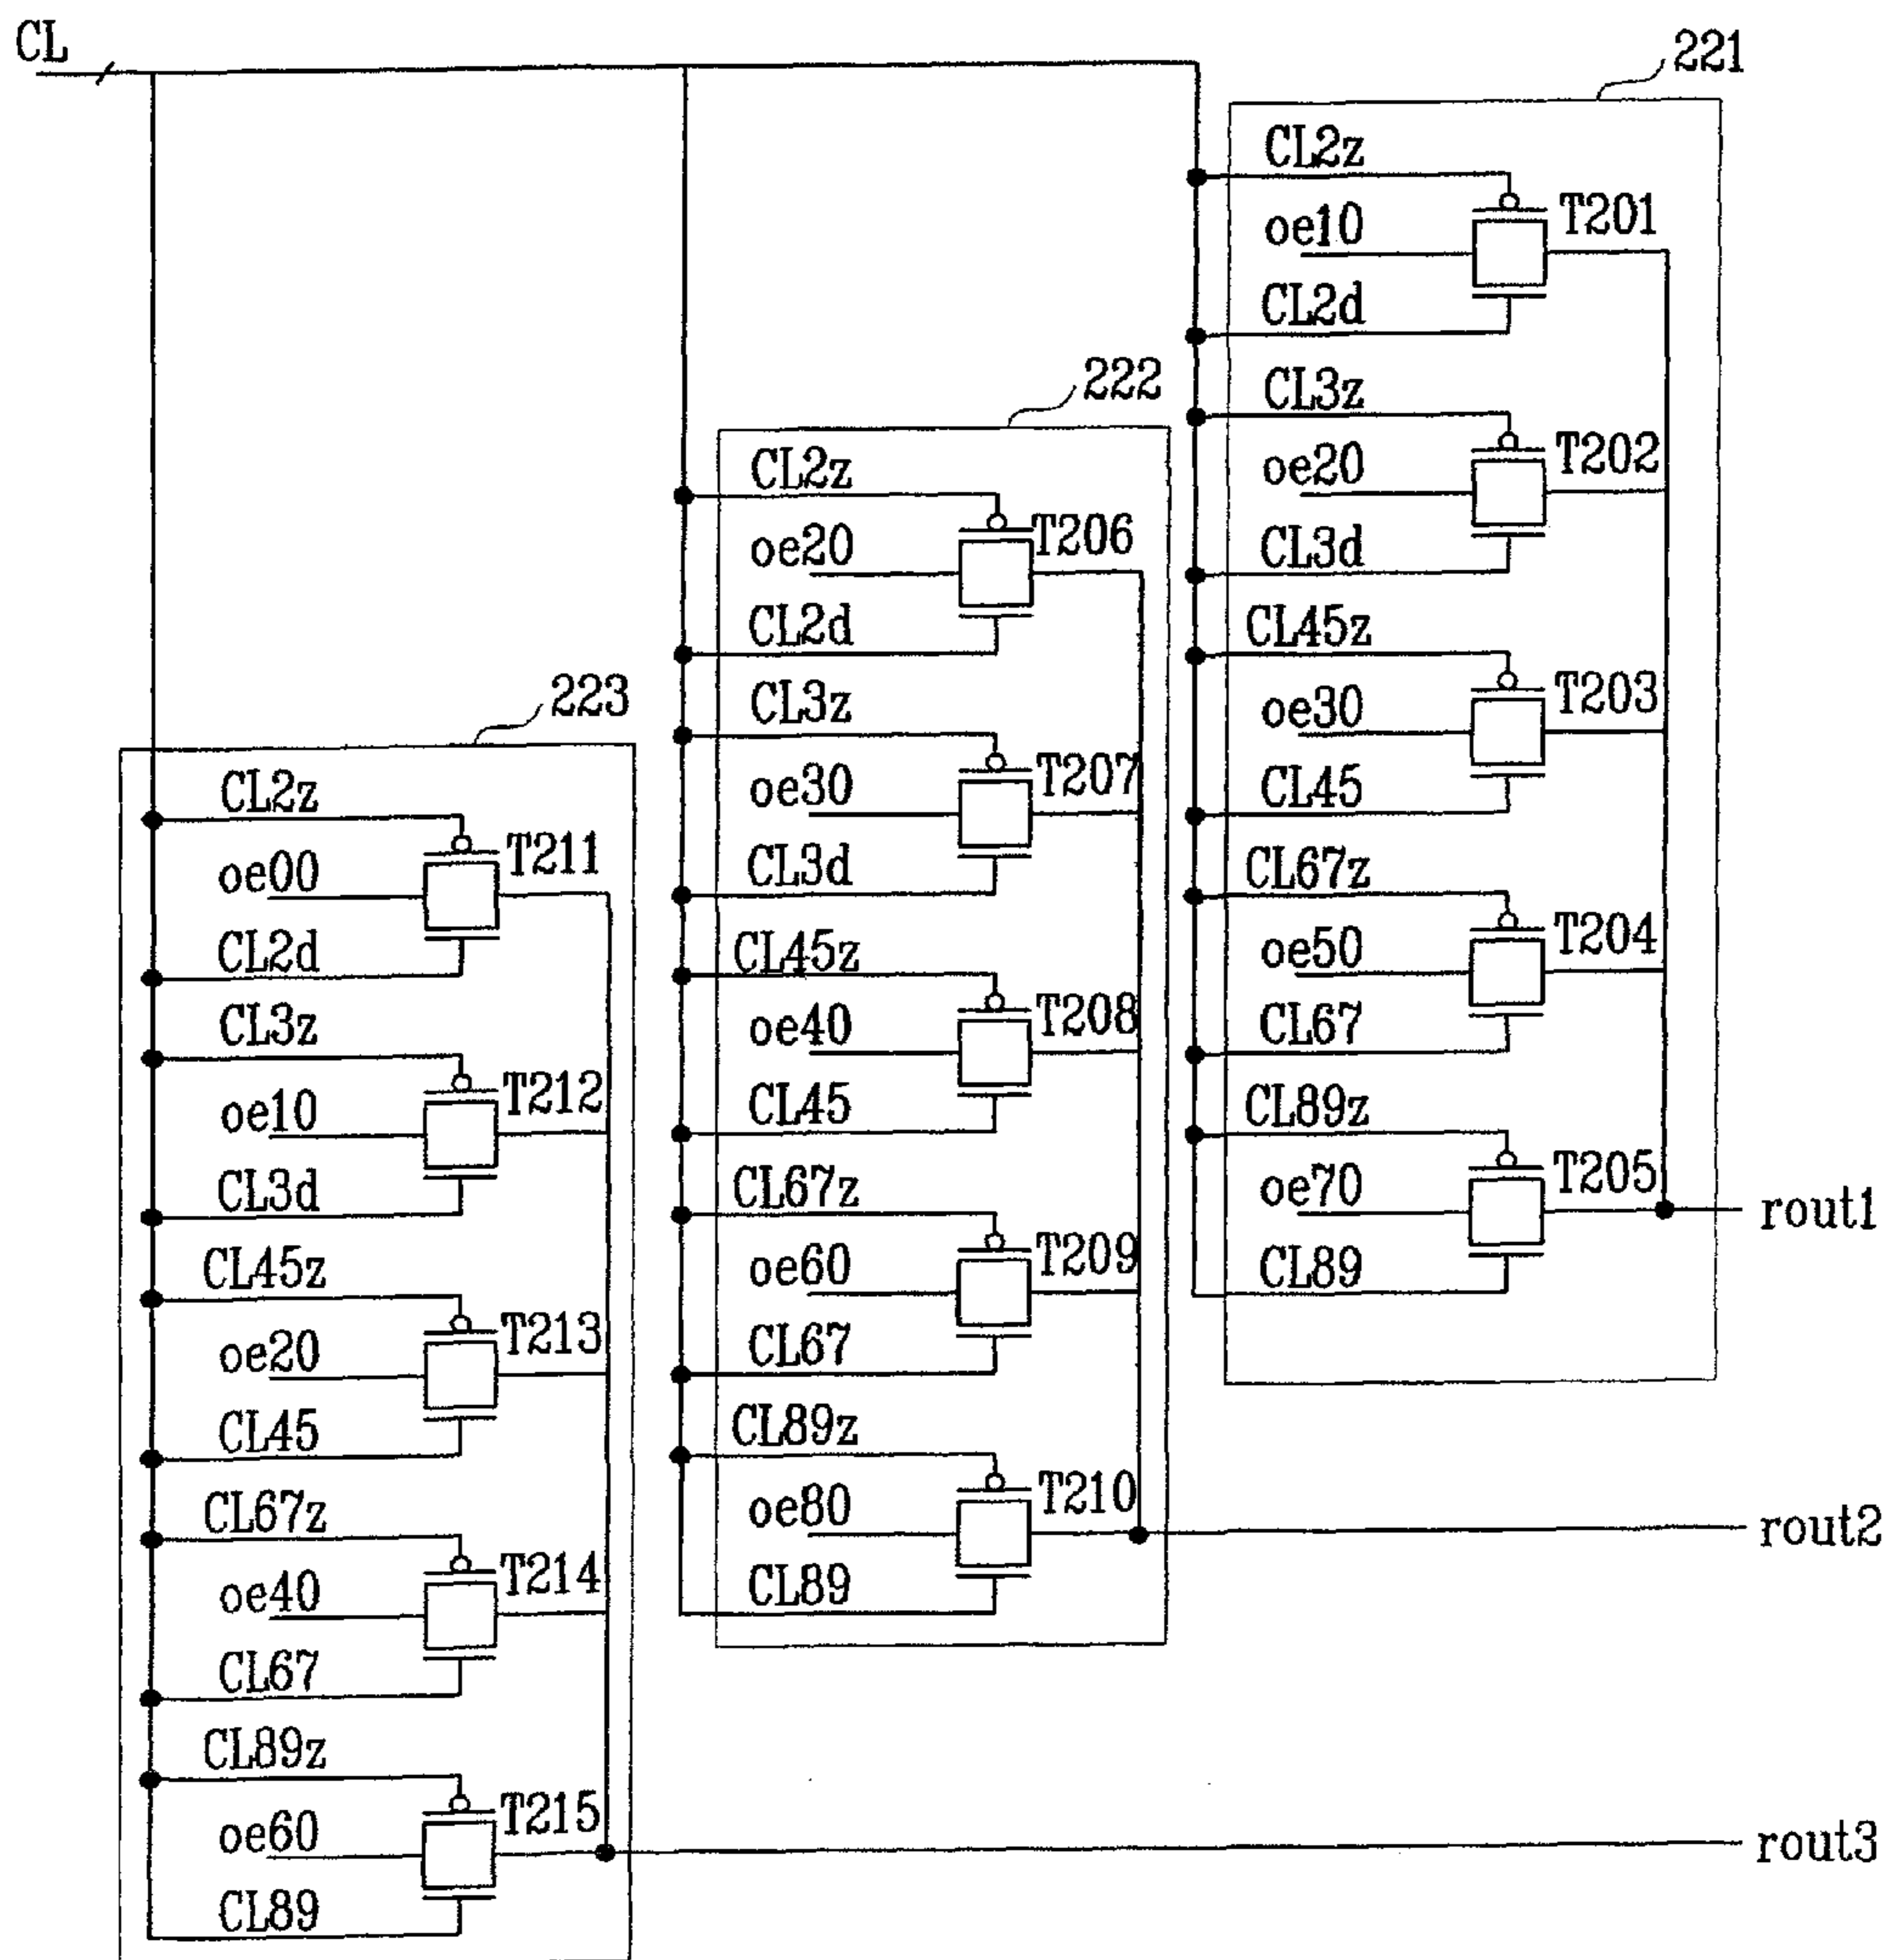 CL
221
CL2z
oe10
T201
CL2d
CL3z
oe20
T202
CL3d
CL45z
oe30
T203
CL45
CL67z
oe50
T204
CL67
CL89z
oe70
T205
CL89
rout1
222
CL2z
oe20
T206
CL2d
CL3z
oe30
T207
CL3d
CL45z
oe40
T208
CL45
CL67z
oe60
T209
CL67
CL89z
oe80
T210
CL89
rout2
223
CL2z
oe00
T211
CL2d
CL3z
oe10
T212
CL3d
CL45z
oe20
T213
CL45
CL67z
oe40
T214
CL67
CL89z
oe60
T215
CL89
rout3